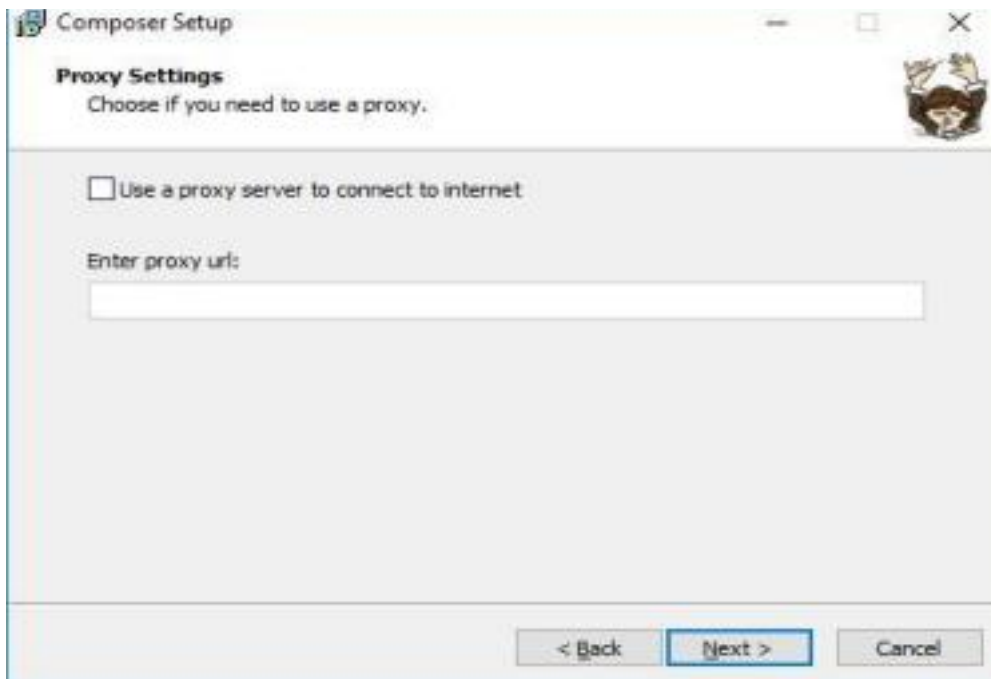 Composer Setup
Proxy Settings
Choose if you need to use a proxy.
Use a proxy server to connect to internet
Enter proxy url:
< Back
Next >
Cancel